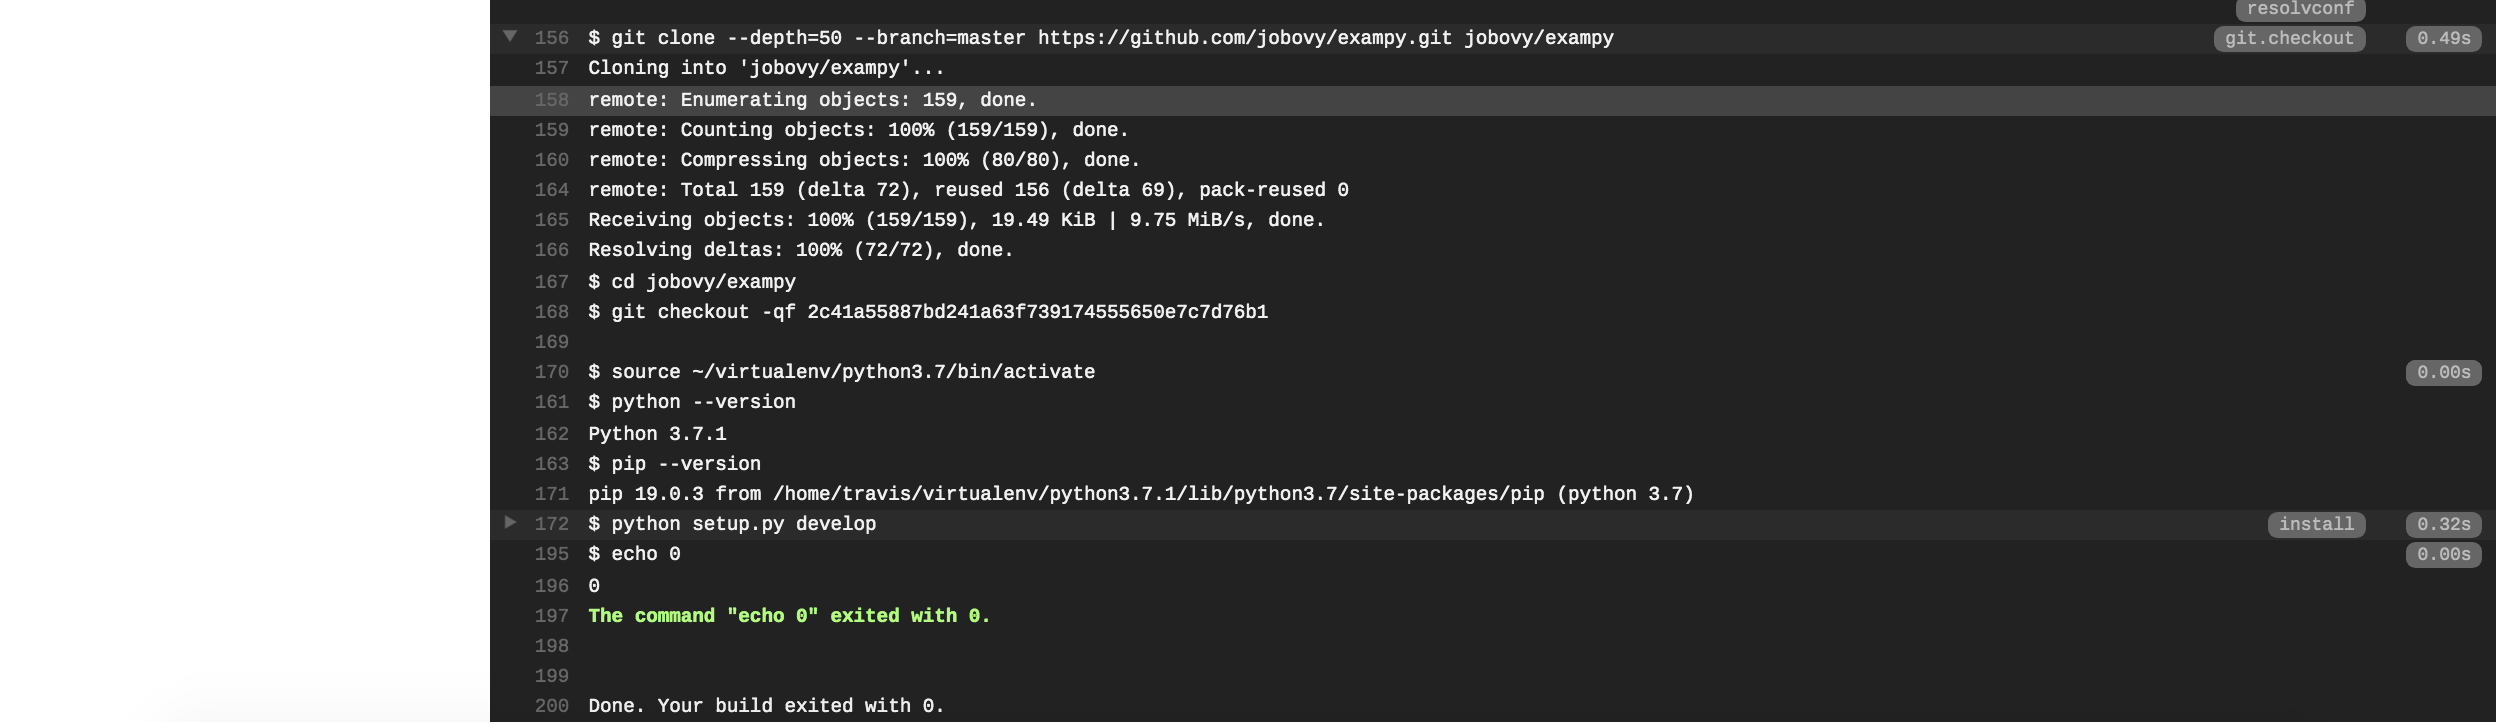 resolvconf
156 $ git clone --depth=50 --branch=master https://github.com/jobovy/exampy.git jobovy/exampy git.checkout 0.49s
157 Cloning into 'jobovy/exampy'...
158 remote: Enumerating objects: 159, done.
159 remote: Counting objects: 100% (159/159), done.
160 remote: Compressing objects: 100% (80/80), done.
164 remote: Total 159 (delta 72), reused 156 (delta 69), pack-reused 0
165 Receiving objects: 100% (159/159), 19.49 KiB | 9.75 MiB/s, done.
166 Resolving deltas: 100% (72/72), done.
167 $ cd jobovy/exampy
168 $ git checkout -qf 2c41a55887bd241a63f739174555650e7c7d76b1
169
170 $ source ~/virtualenv/python3.7/bin/activate 0.00s
161 $ python --version
162 Python 3.7.1
163 $ pip --version
171 pip 19.0.3 from /home/travis/virtualenv/python3.7.1/lib/python3.7/site-packages/pip (python 3.7)
172 $ python setup.py develop install 0.32s
195 $ echo 0 0.00s
196 0
197 The command "echo 0" exited with 0.
198
199
200 Done. Your build exited with 0.